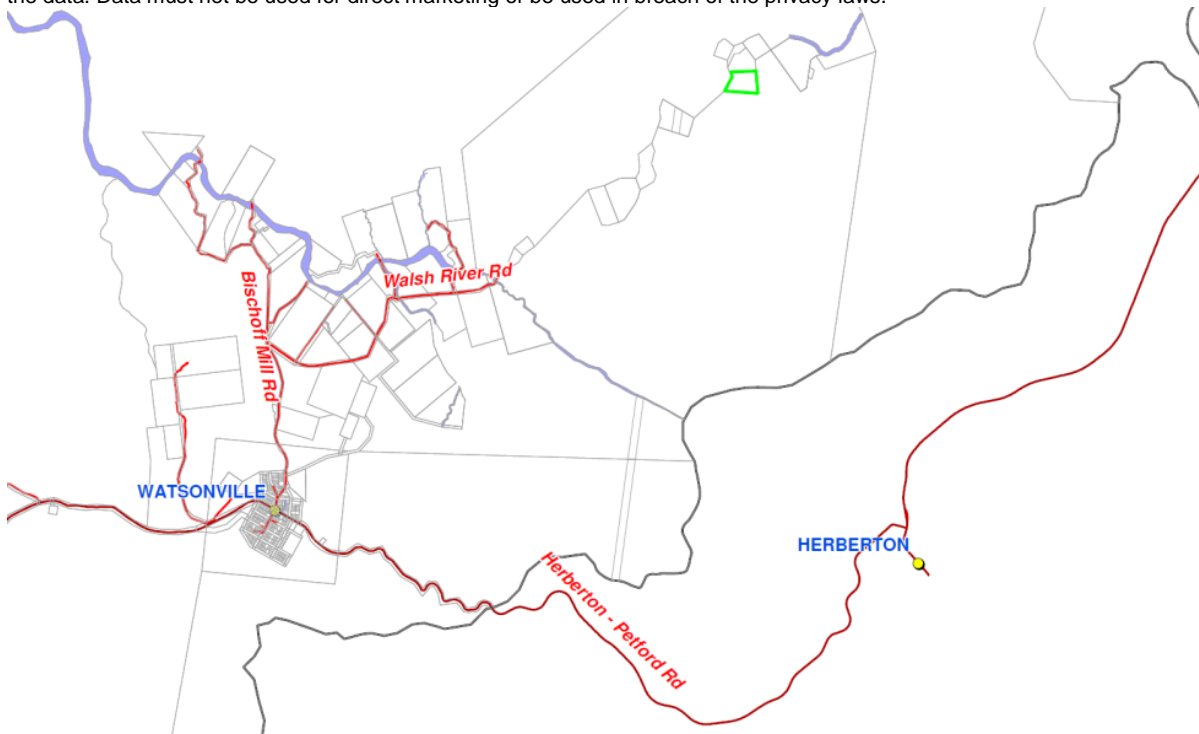 the data. Data must not be used for direct marketing or be used in breach of the privacy laws.
Walsh River Rd
Bischoff Mill Rd
WATSONVILLE
HERBERTON
Herberton - Petford Rd